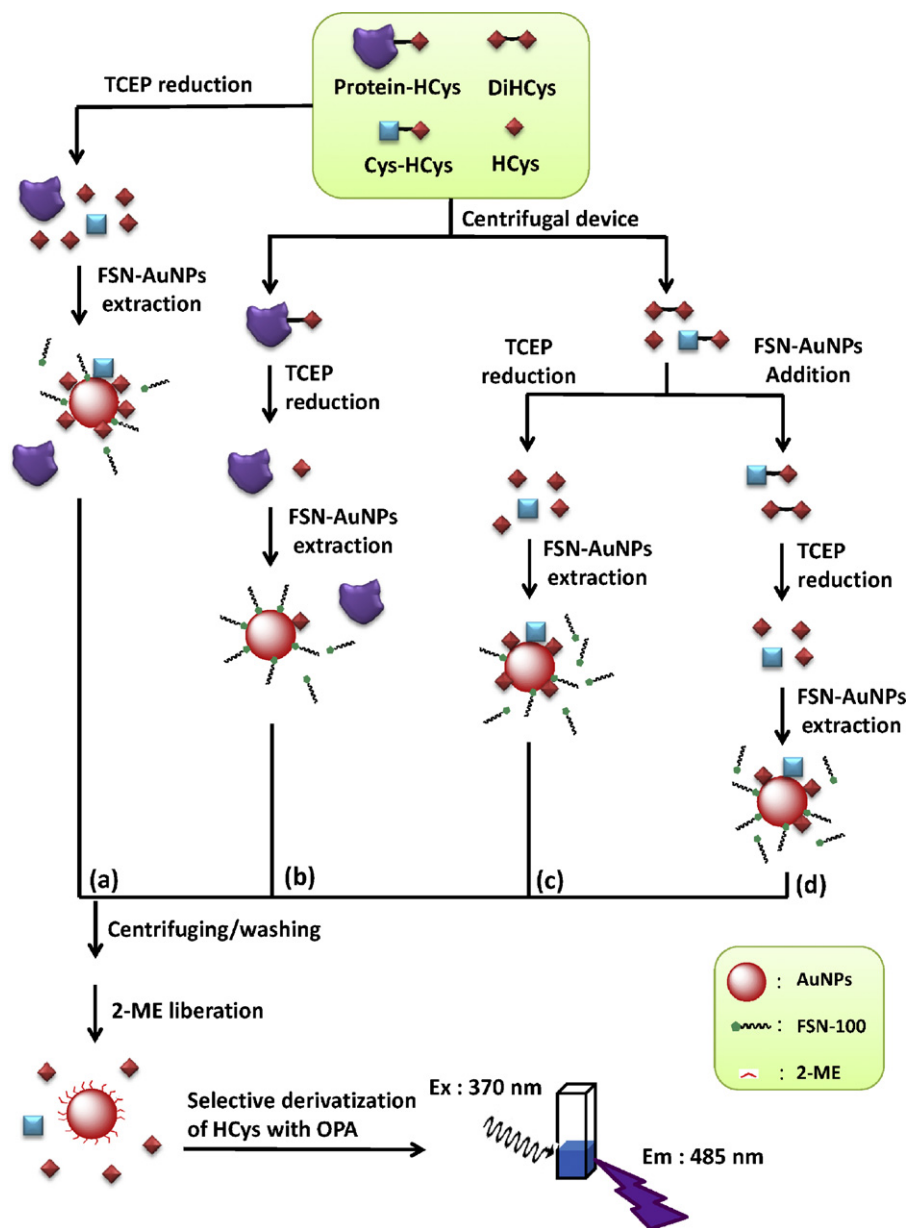 Protein-HCys
DiHCys
Cys-HCys
HCys
TCEP reduction
Centrifugal device
FSN-AuNPs
extraction
TCEP
reduction
FSN-AuNPs
extraction
TCEP
reduction
FSN-AuNPs
Addition
FSN-AuNPs
extraction
TCEP
reduction
FSN-AuNPs
extraction
(a)
(b)
(c)
(d)
Centrifuging/washing
2-ME liberation
Selective derivatization
of HCys with OPA
Ex : 370 nm
Em : 485 nm
: AuNPs
: FSN-100
: 2-ME